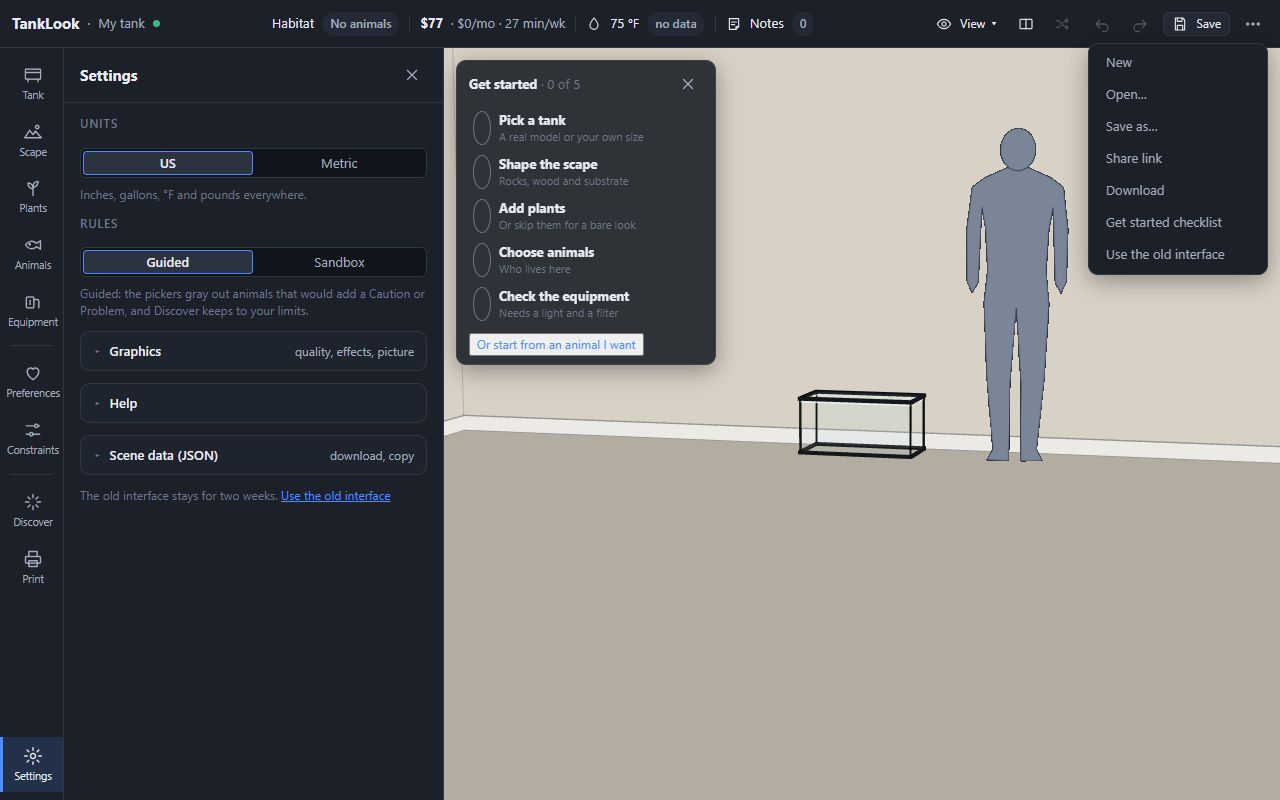 TankLook · My tank
Habitat No animals $77 · $0/mo · 27 min/wk 75 °F no data Notes 0
View Save
Tank
Scape
Plants
Animals
Equipment
Preferences
Constraints
Discover
Print
Settings
Settings
UNITS
US Metric
Inches, gallons, °F and pounds everywhere.
RULES
Guided Sandbox
Guided: the pickers gray out animals that would add a Caution or
Problem, and Discover keeps to your limits.
Graphics quality, effects, picture
Help
Scene data (JSON) download, copy
The old interface stays for two weeks. Use the old interface
Get started · 0 of 5
Pick a tank
A real model or your own size
Shape the scape
Rocks, wood and substrate
Add plants
Or skip them for a bare look
Choose animals
Who lives here
Check the equipment
Needs a light and a filter
Or start from an animal I want
New
Open...
Save as...
Share link
Download
Get started checklist
Use the old interface